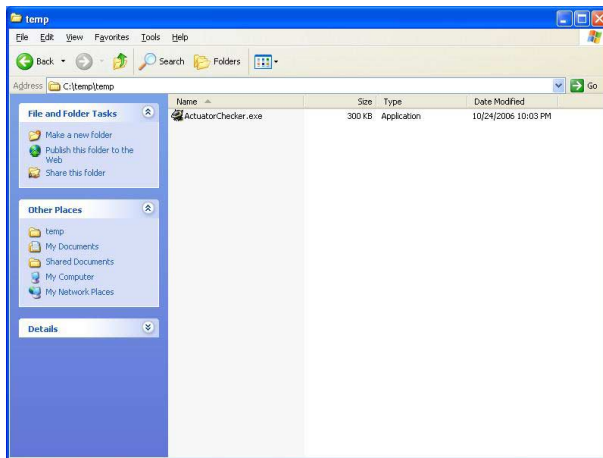 temp
File Edit View Favorites Tools Help
Back Search Folders
Address C:\temp\temp Go
Name Size Type Date Modified
ActuatorChecker.exe 300 KB Application 10/24/2006 10:03 PM
File and Folder Tasks
Make a new folder
Publish this folder to the
Web
Share this folder
Other Places
temp
My Documents
Shared Documents
My Computer
My Network Places
Details